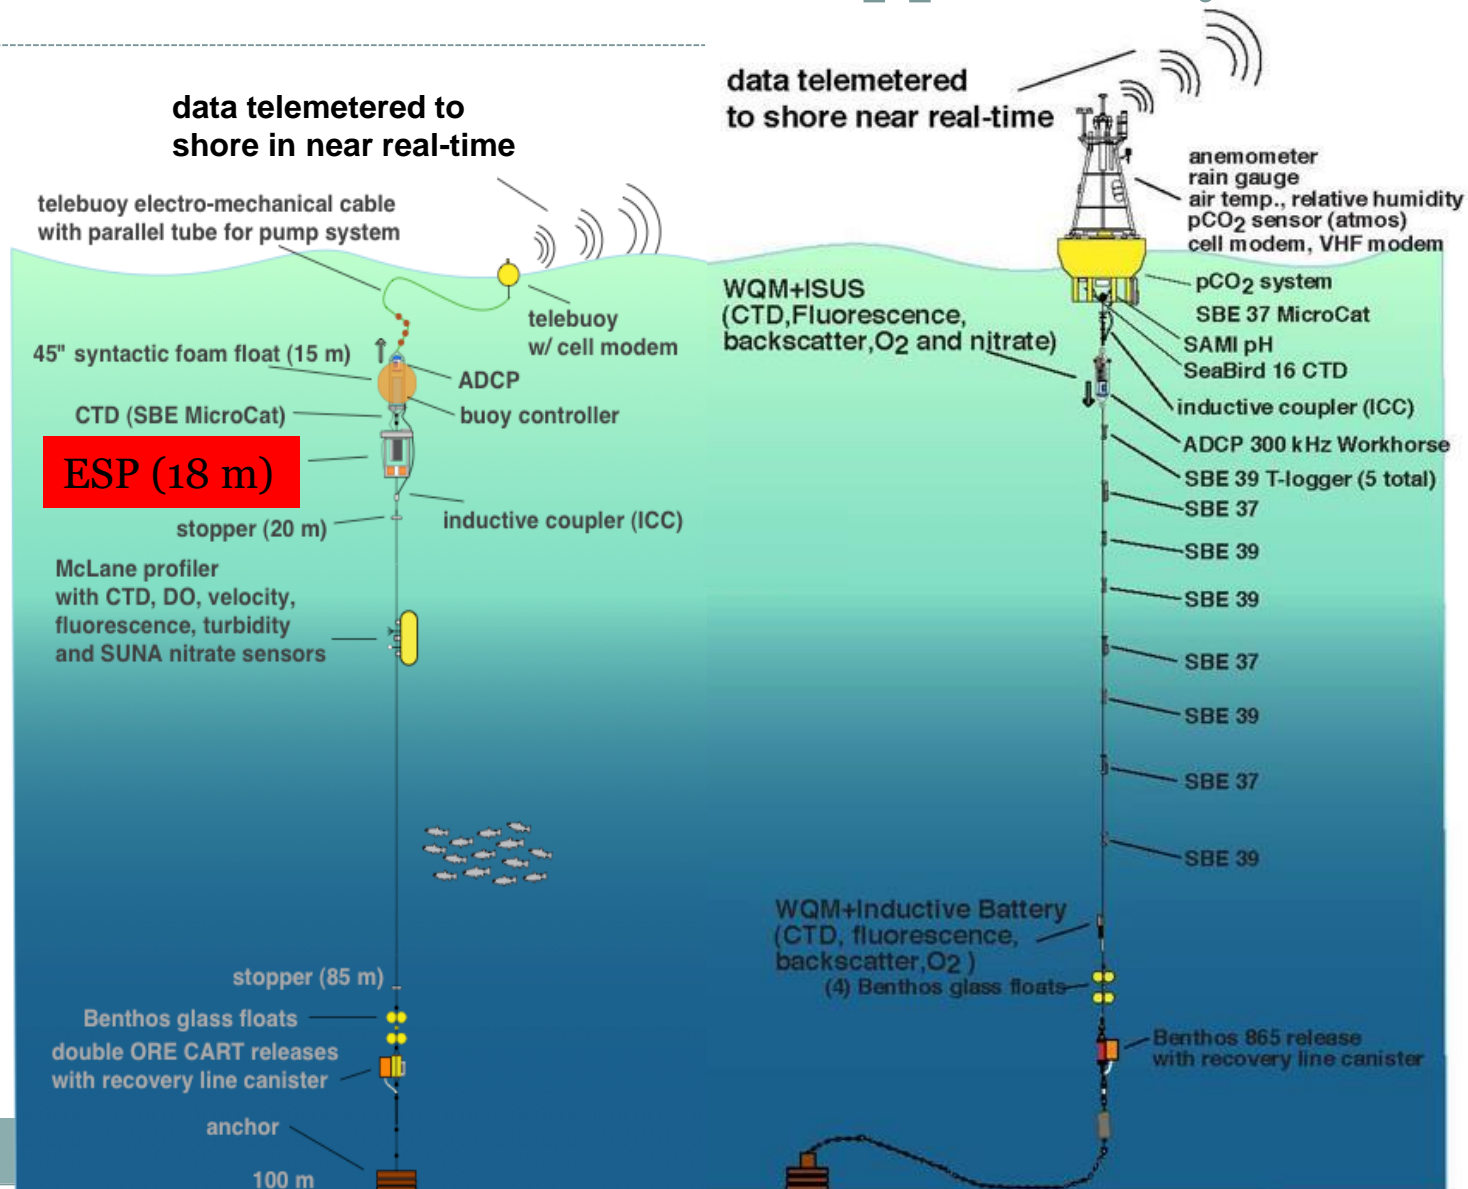 data telemetered to
shore in near real-time
telebuoy electro-mechanical cable
with parallel tube for pump system
telebuoy
w/ cell modem
45" syntactic foam float (15 m)
ADCP
CTD (SBE MicroCat)
buoy controller
ESP (18 m)
stopper (20 m)
inductive coupler (ICC)
McLane profiler
with CTD, DO, velocity,
fluorescence, turbidity
and SUNA nitrate sensors
stopper (85 m)
Benthos glass floats
double ORE CART releases
with recovery line canister
anchor
100 m
data telemetered
to shore near real-time
anemometer
rain gauge
air temp., relative humidity
pCO2 sensor (atmos)
cell modem, VHF modem
pCO2 system
WQM+ISUS
(CTD,Fluorescence,
backscatter,O2 and nitrate)
SBE 37 MicroCat
SAMI pH
SeaBird 16 CTD
inductive coupler (ICC)
ADCP 300 kHz Workhorse
SBE 39 T-logger (5 total)
SBE 37
SBE 39
SBE 39
SBE 37
SBE 39
SBE 37
SBE 39
WQM+Inductive Battery
(CTD, fluorescence,
backscatter,O2 )
(4) Benthos glass floats
Benthos 865 release
with recovery line canister